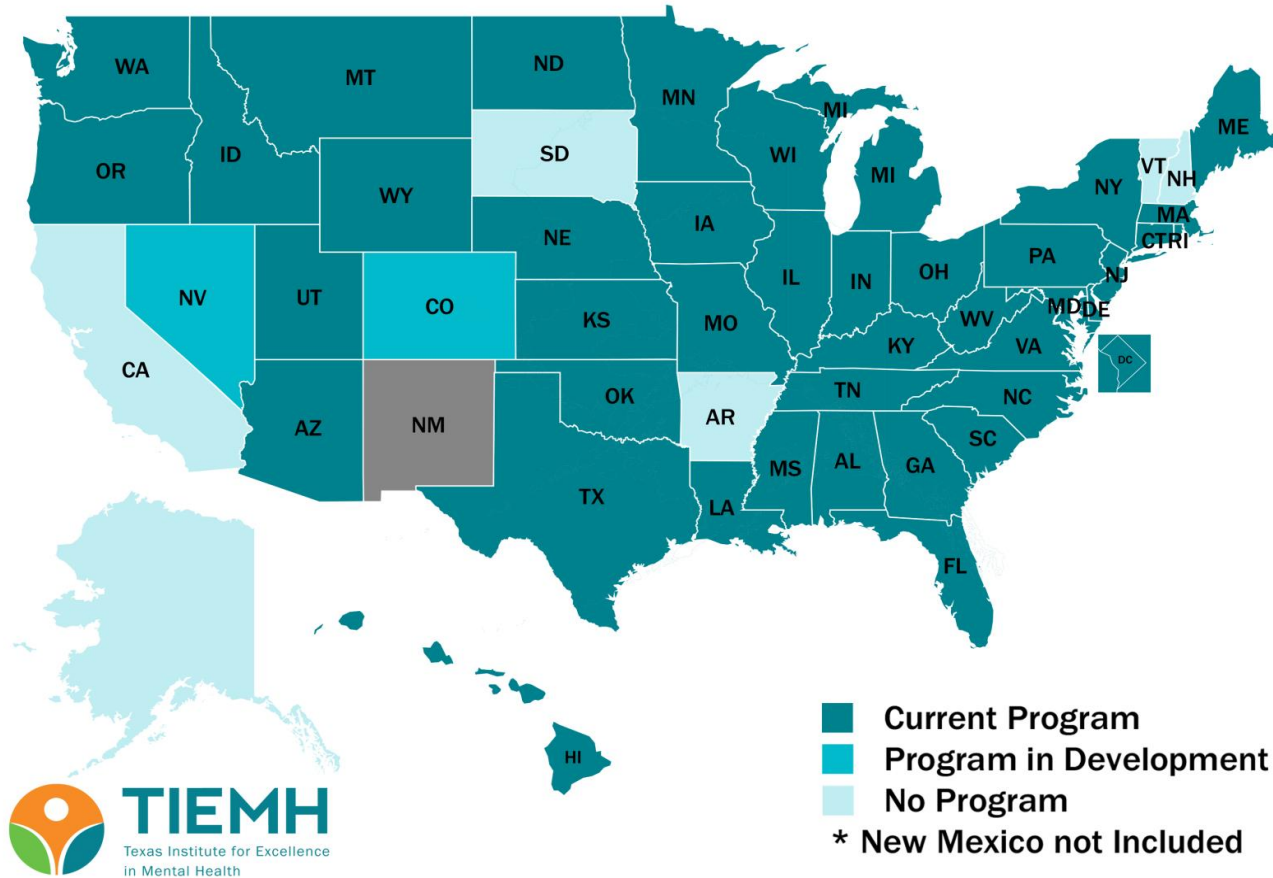 WA
MT
ND
MN
MI
ME
OR
ID
SD
WI
VT
NH
WY
MI
NY
MA
IA
NE
CT
RI
PA
NV
UT
CO
IL
IN
OH
NJ
KS
MO
MD
DE
WV
KY
VA
CA
DC
OK
TN
NC
AZ
NM
AR
SC
MS
AL
GA
TX
LA
FL
HI
Current Program
Program in Development
No Program
* New Mexico not Included
TIEMH
Texas Institute for Excellence
in Mental Health